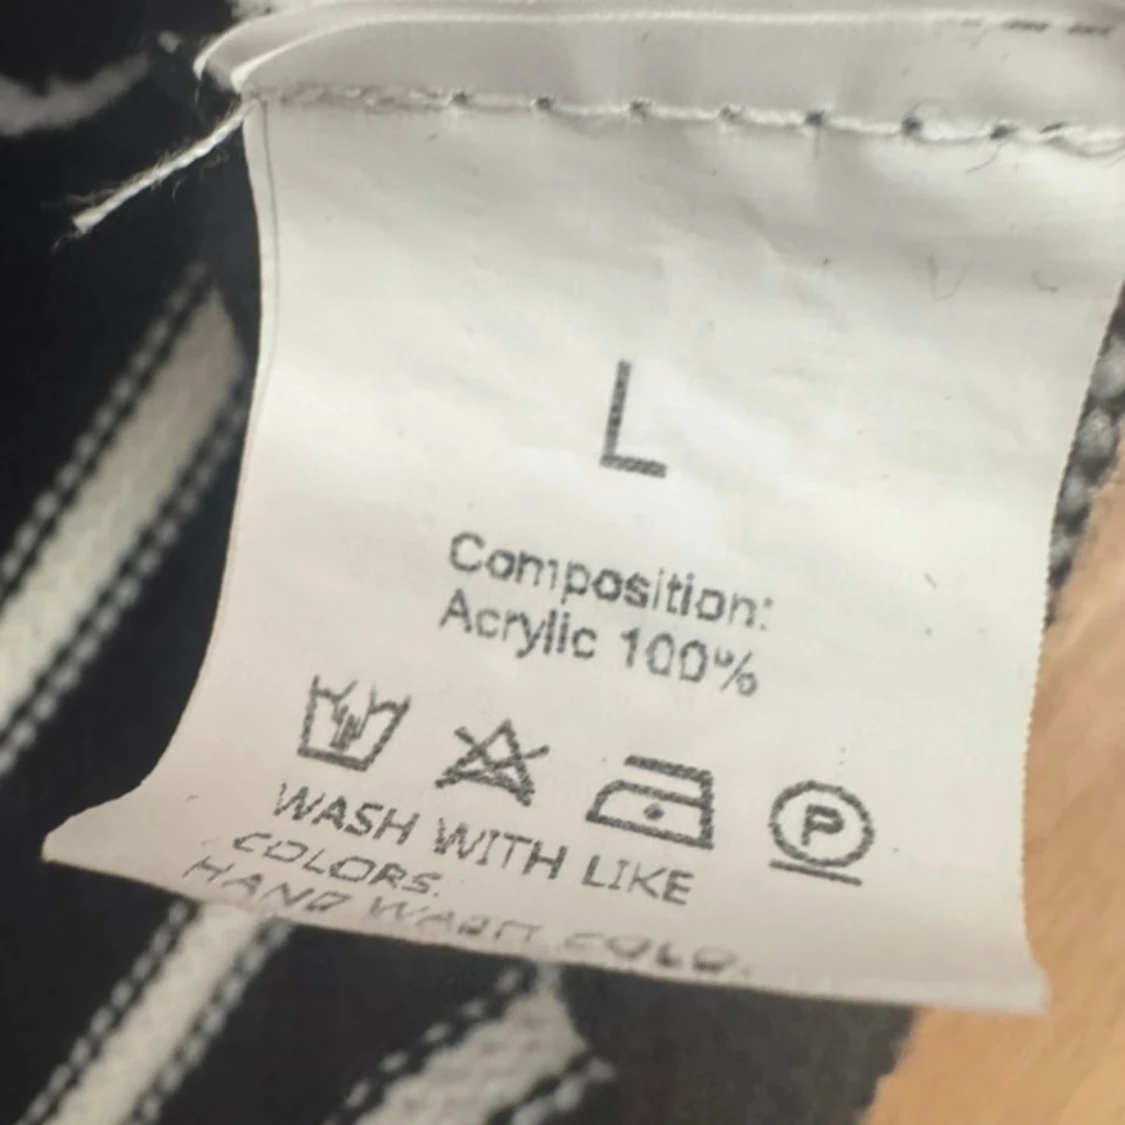 L
Composition:
Acrylic 100%
P
WASH WITH LIKE
COLORS.
HAND WASH COLD.